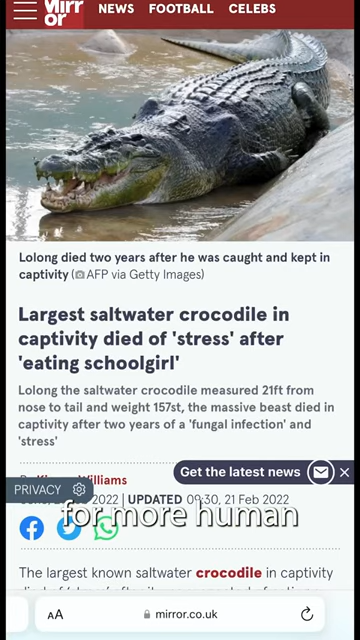 Mirror
NEWS FOOTBALL CELEBS
Lolong died two years after he was caught and kept in
captivity (AFP via Getty Images)
Largest saltwater crocodile in
captivity died of 'stress' after
'eating schoolgirl'
Lolong the saltwater crocodile measured 21ft from
nose to tail and weight 157st, the massive beast died in
captivity after two years of a 'fungal infection' and
'stress'
Williams
Get the latest news
PRIVACY
2022 | UPDATED 09:30, 21 Feb 2022
for more human
The largest known saltwater crocodile in captivity
AA mirror.co.uk